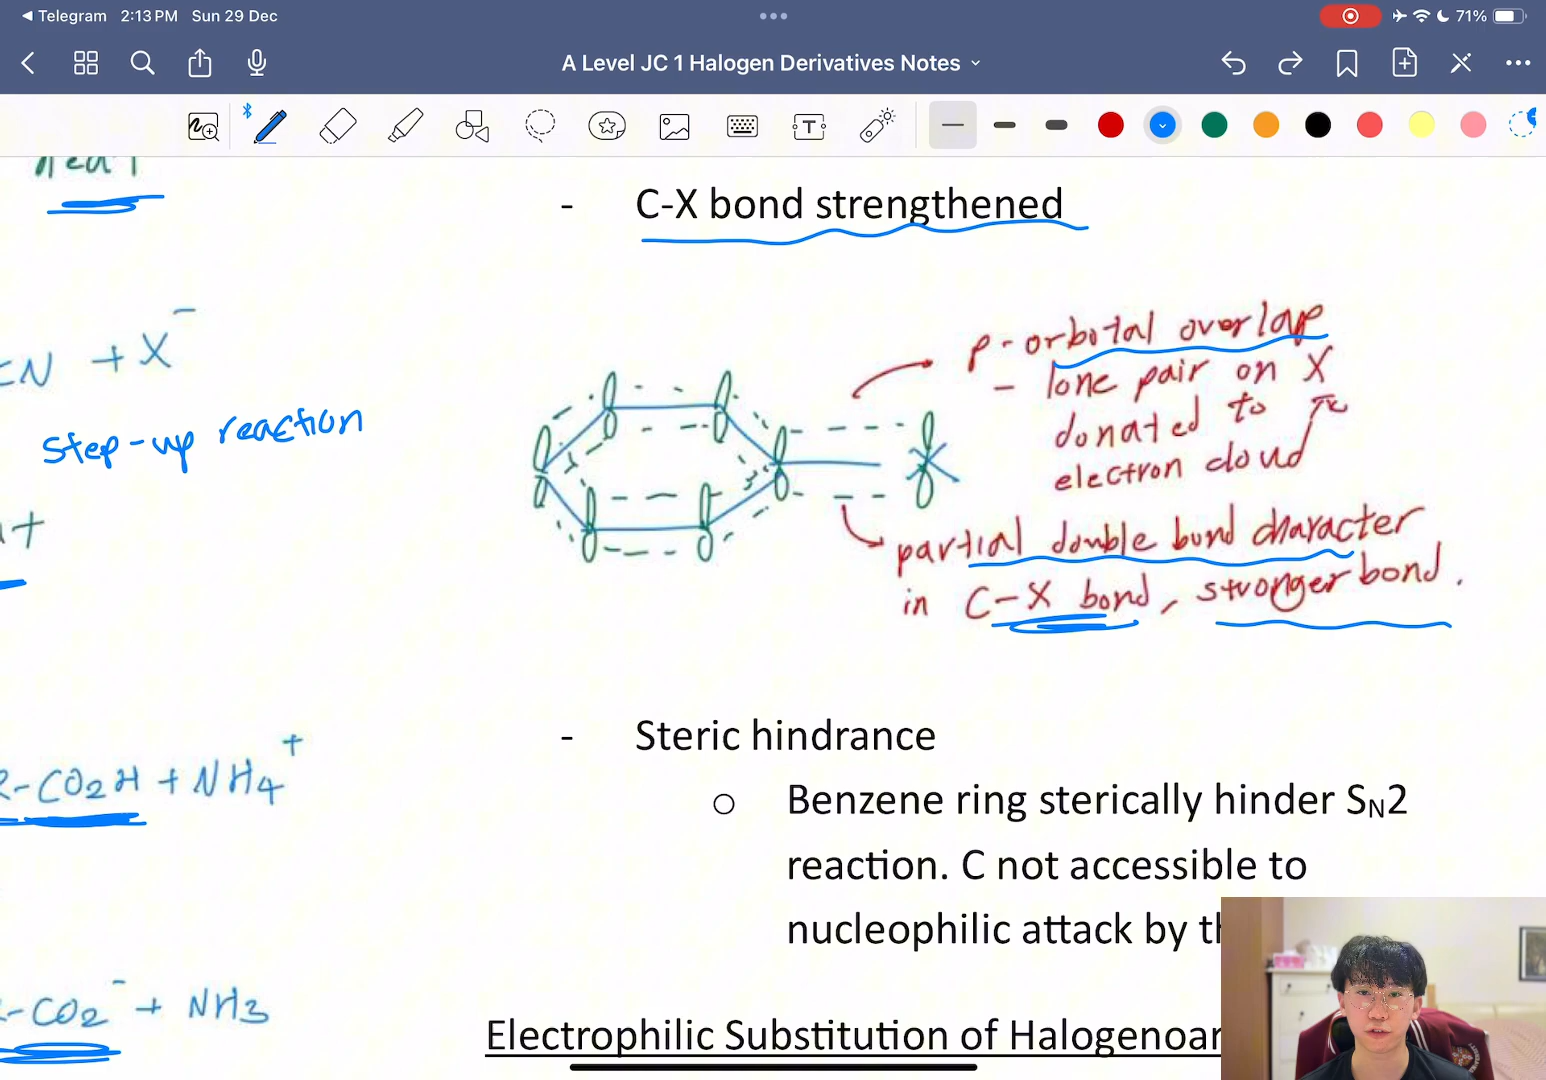 Telegram 2:13 PM Sun 29 Dec
71%
A Level JC 1 Halogen Derivatives Notes
- C-X bond strengthened
+ X⁻
step-up reaction
p-orbital overlap
- lone pair on X
donated to π
electron cloud
X
partial double bond character
in C-X bond, stronger bond.
R-CO2H + NH4⁺
- Steric hindrance
○ Benzene ring sterically hinder SN2
reaction. C not accessible to
nucleophilic attack by
-CO2⁻ + NH3
Electrophilic Substitution of